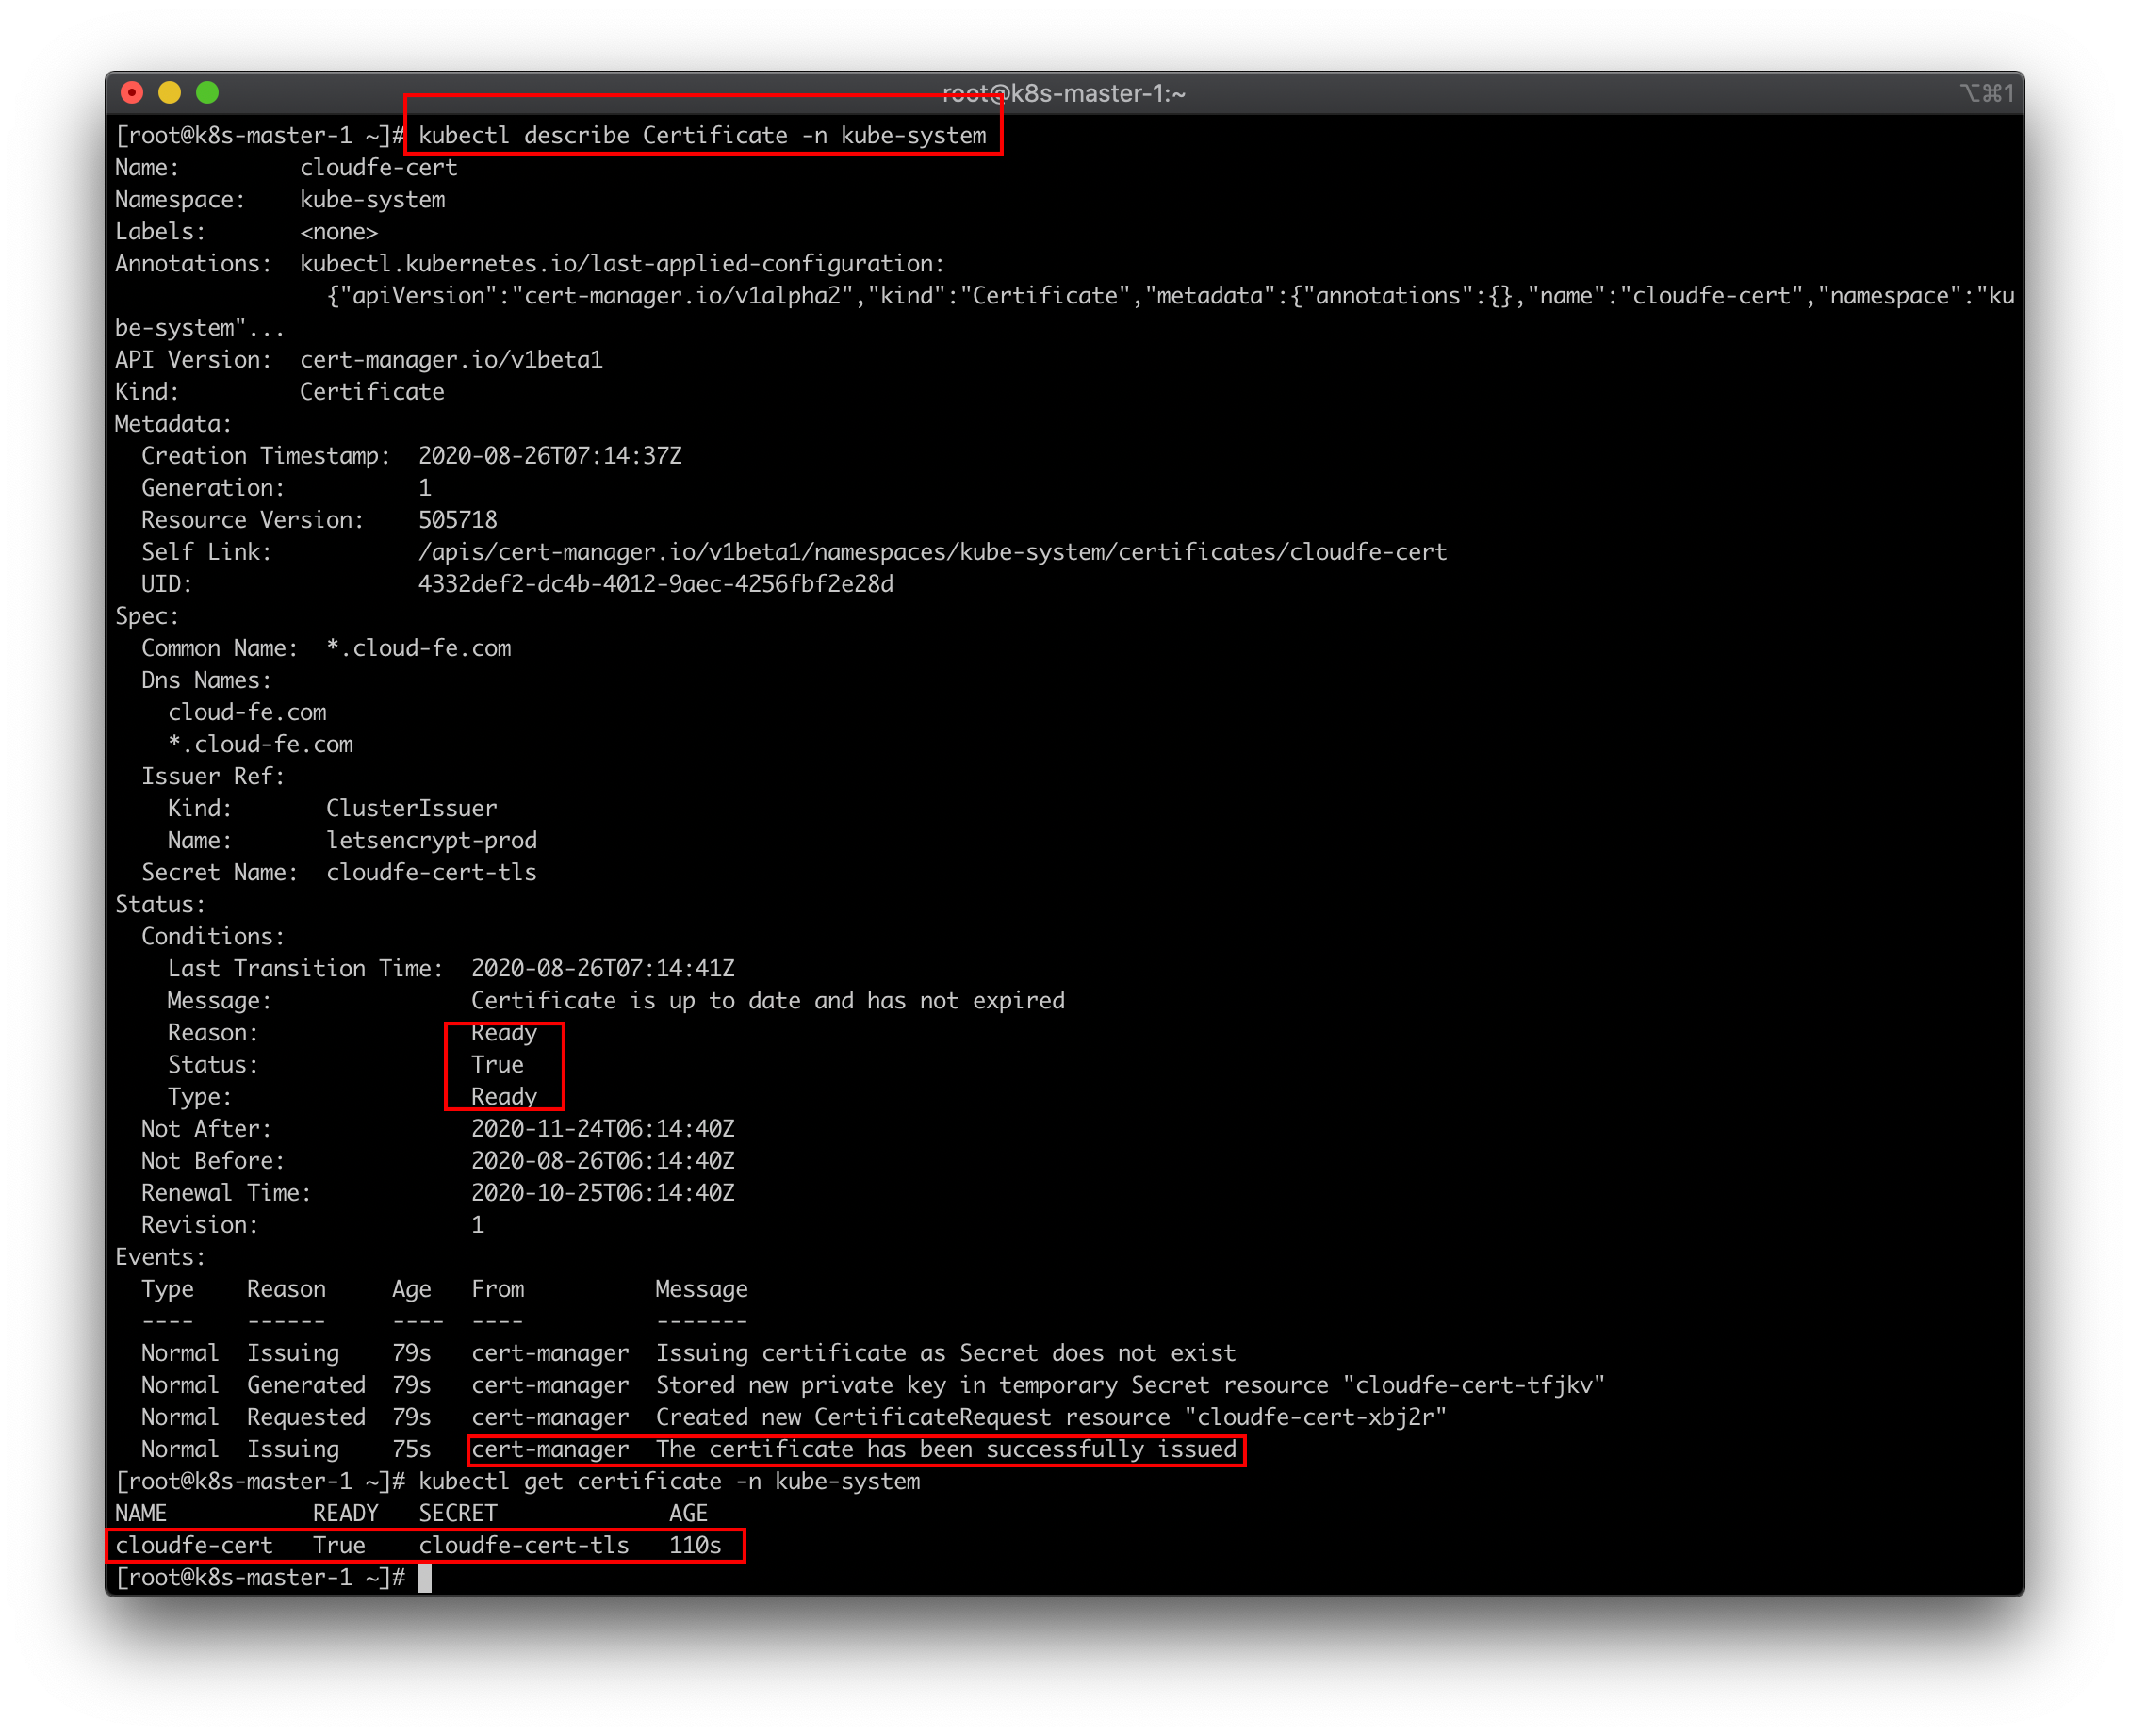 root@k8s-master-1:~
⌥⌘1
[root@k8s-master-1 ~]# kubectl describe Certificate -n kube-system
Name:         cloudfe-cert
Namespace:    kube-system
Labels:       <none>
Annotations:  kubectl.kubernetes.io/last-applied-configuration:
                {"apiVersion":"cert-manager.io/v1alpha2","kind":"Certificate","metadata":{"annotations":{},"name":"cloudfe-cert","namespace":"ku
be-system"...
API Version:  cert-manager.io/v1beta1
Kind:         Certificate
Metadata:
  Creation Timestamp:  2020-08-26T07:14:37Z
  Generation:          1
  Resource Version:    505718
  Self Link:           /apis/cert-manager.io/v1beta1/namespaces/kube-system/certificates/cloudfe-cert
  UID:                 4332def2-dc4b-4012-9aec-4256fbf2e28d
Spec:
  Common Name:  *.cloud-fe.com
  Dns Names:
    cloud-fe.com
    *.cloud-fe.com
  Issuer Ref:
    Kind:       ClusterIssuer
    Name:       letsencrypt-prod
  Secret Name:  cloudfe-cert-tls
Status:
  Conditions:
    Last Transition Time:  2020-08-26T07:14:41Z
    Message:               Certificate is up to date and has not expired
    Reason:                Ready
    Status:                True
    Type:                  Ready
  Not After:               2020-11-24T06:14:40Z
  Not Before:              2020-08-26T06:14:40Z
  Renewal Time:            2020-10-25T06:14:40Z
  Revision:                1
Events:
  Type    Reason     Age   From          Message
  ----    ------     ----  ----          -------
  Normal  Issuing    79s   cert-manager  Issuing certificate as Secret does not exist
  Normal  Generated  79s   cert-manager  Stored new private key in temporary Secret resource "cloudfe-cert-tfjkv"
  Normal  Requested  79s   cert-manager  Created new CertificateRequest resource "cloudfe-cert-xbj2r"
  Normal  Issuing    75s   cert-manager  The certificate has been successfully issued
[root@k8s-master-1 ~]# kubectl get certificate -n kube-system
NAME           READY   SECRET             AGE
cloudfe-cert   True    cloudfe-cert-tls   110s
[root@k8s-master-1 ~]#